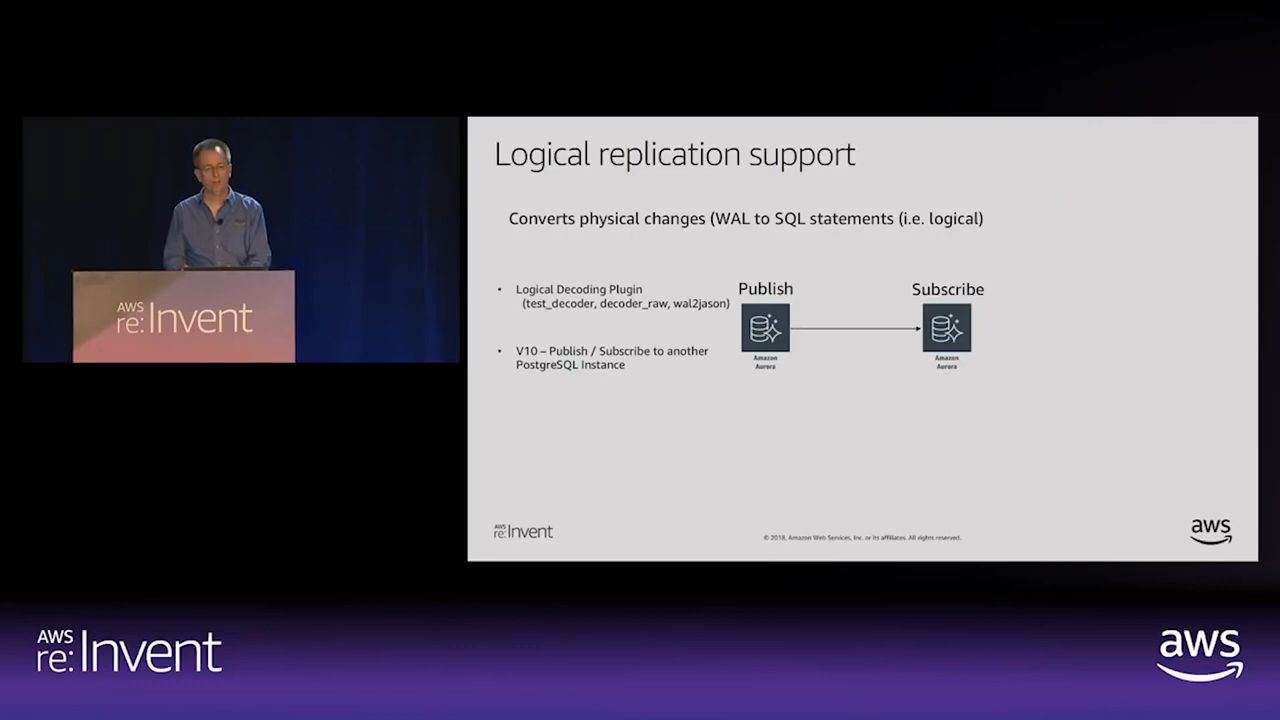 AWS
re:Invent
Logical replication support
Converts physical changes (WAL to SQL statements (i.e. logical)
• Logical Decoding Plugin
(test_decoder, decoder_raw, wal2jason)
• V10 – Publish / Subscribe to another
PostgreSQL Instance
Publish
Subscribe
Amazon
Aurora
Amazon
Aurora
AWS
re:Invent
© 2018, Amazon Web Services, Inc. or its affiliates. All rights reserved.
aws
AWS
re:Invent
aws